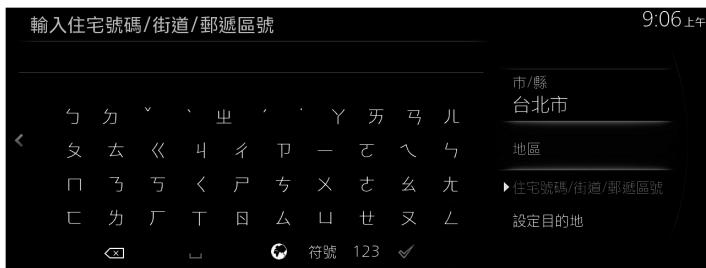 輸入住宅號碼/街道/郵遞區號
9:06 上午
ㄅ ㄉ ˇ ˋ ㄓ ˊ ˙ ㄚ ㄞ ㄢ ㄦ
ㄆ ㄊ ㄍ ㄐ ㄔ ㄗ ㄧ ㄛ ㄟ ㄣ
ㄇ ㄋ ㄎ ㄑ ㄕ ㄘ ㄨ ㄜ ㄠ ㄤ
ㄈ ㄌ ㄏ ㄒ ㄖ ㄙ ㄩ ㄝ ㄡ ㄥ
符號 123
市/縣
台北市
地區
住宅號碼/街道/郵遞區號
設定目的地